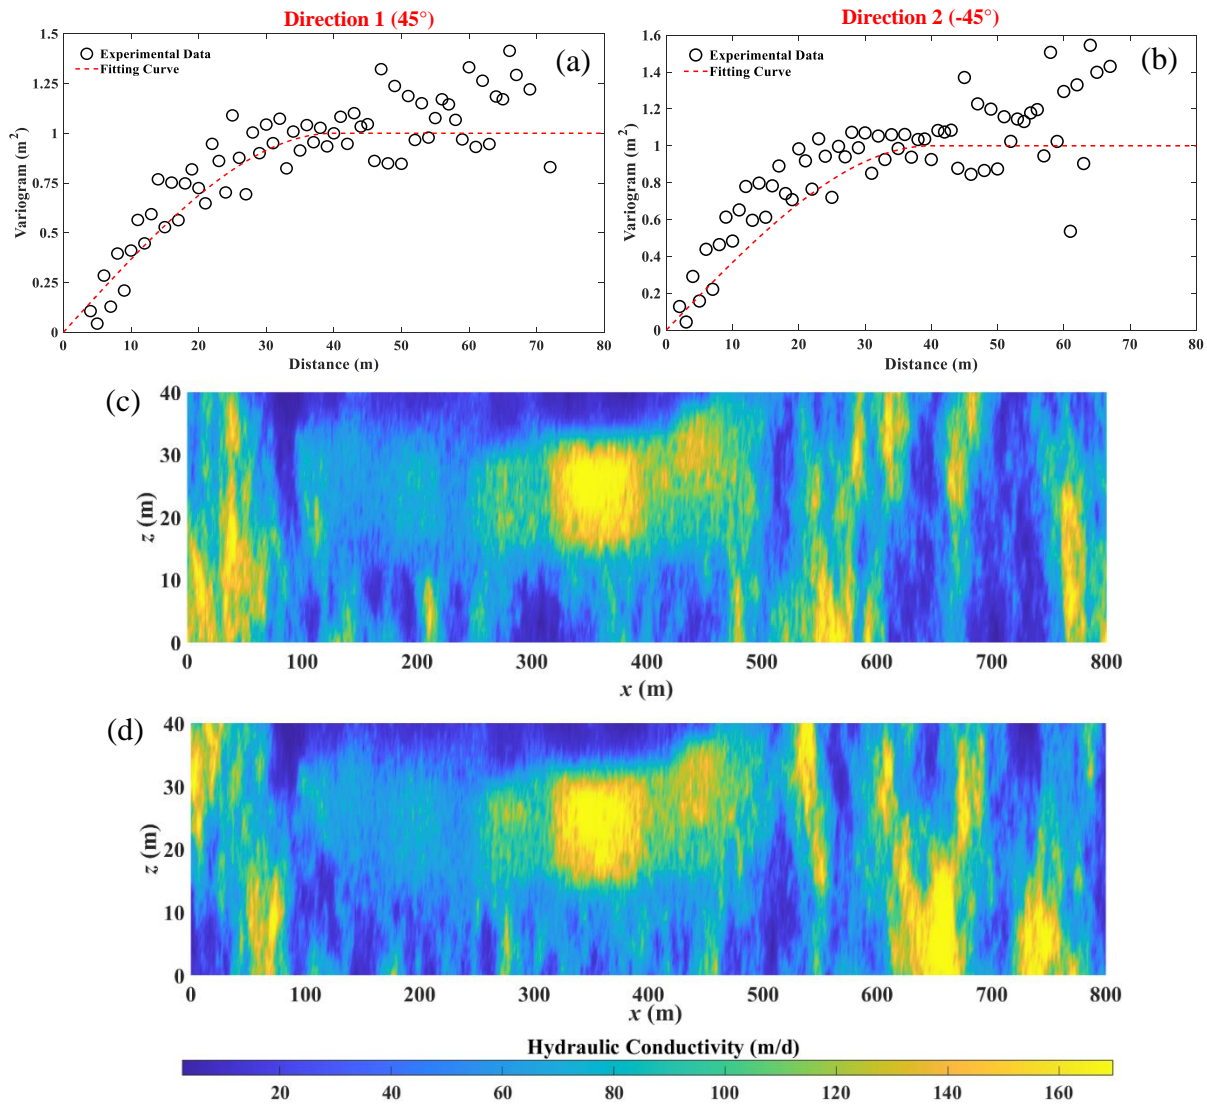 Direction 1 (45°)
Direction 2 (-45°)
1.5
1.25
1
0.75
0.5
0.25
0
Variogram (m²)
Experimental Data
Fitting Curve
(a)
0 10 20 30 40 50 60 70 80
Distance (m)
1.6
1.4
1.2
1
0.8
0.6
0.4
0.2
0
Variogram (m²)
Experimental Data
Fitting Curve
(b)
0 10 20 30 40 50 60 70 80
Distance (m)
(c)
40
30
20
10
0
z (m)
0 100 200 300 400 500 600 700 800
x (m)
(d)
40
30
20
10
0
z (m)
0 100 200 300 400 500 600 700 800
x (m)
Hydraulic Conductivity (m/d)
20 40 60 80 100 120 140 160